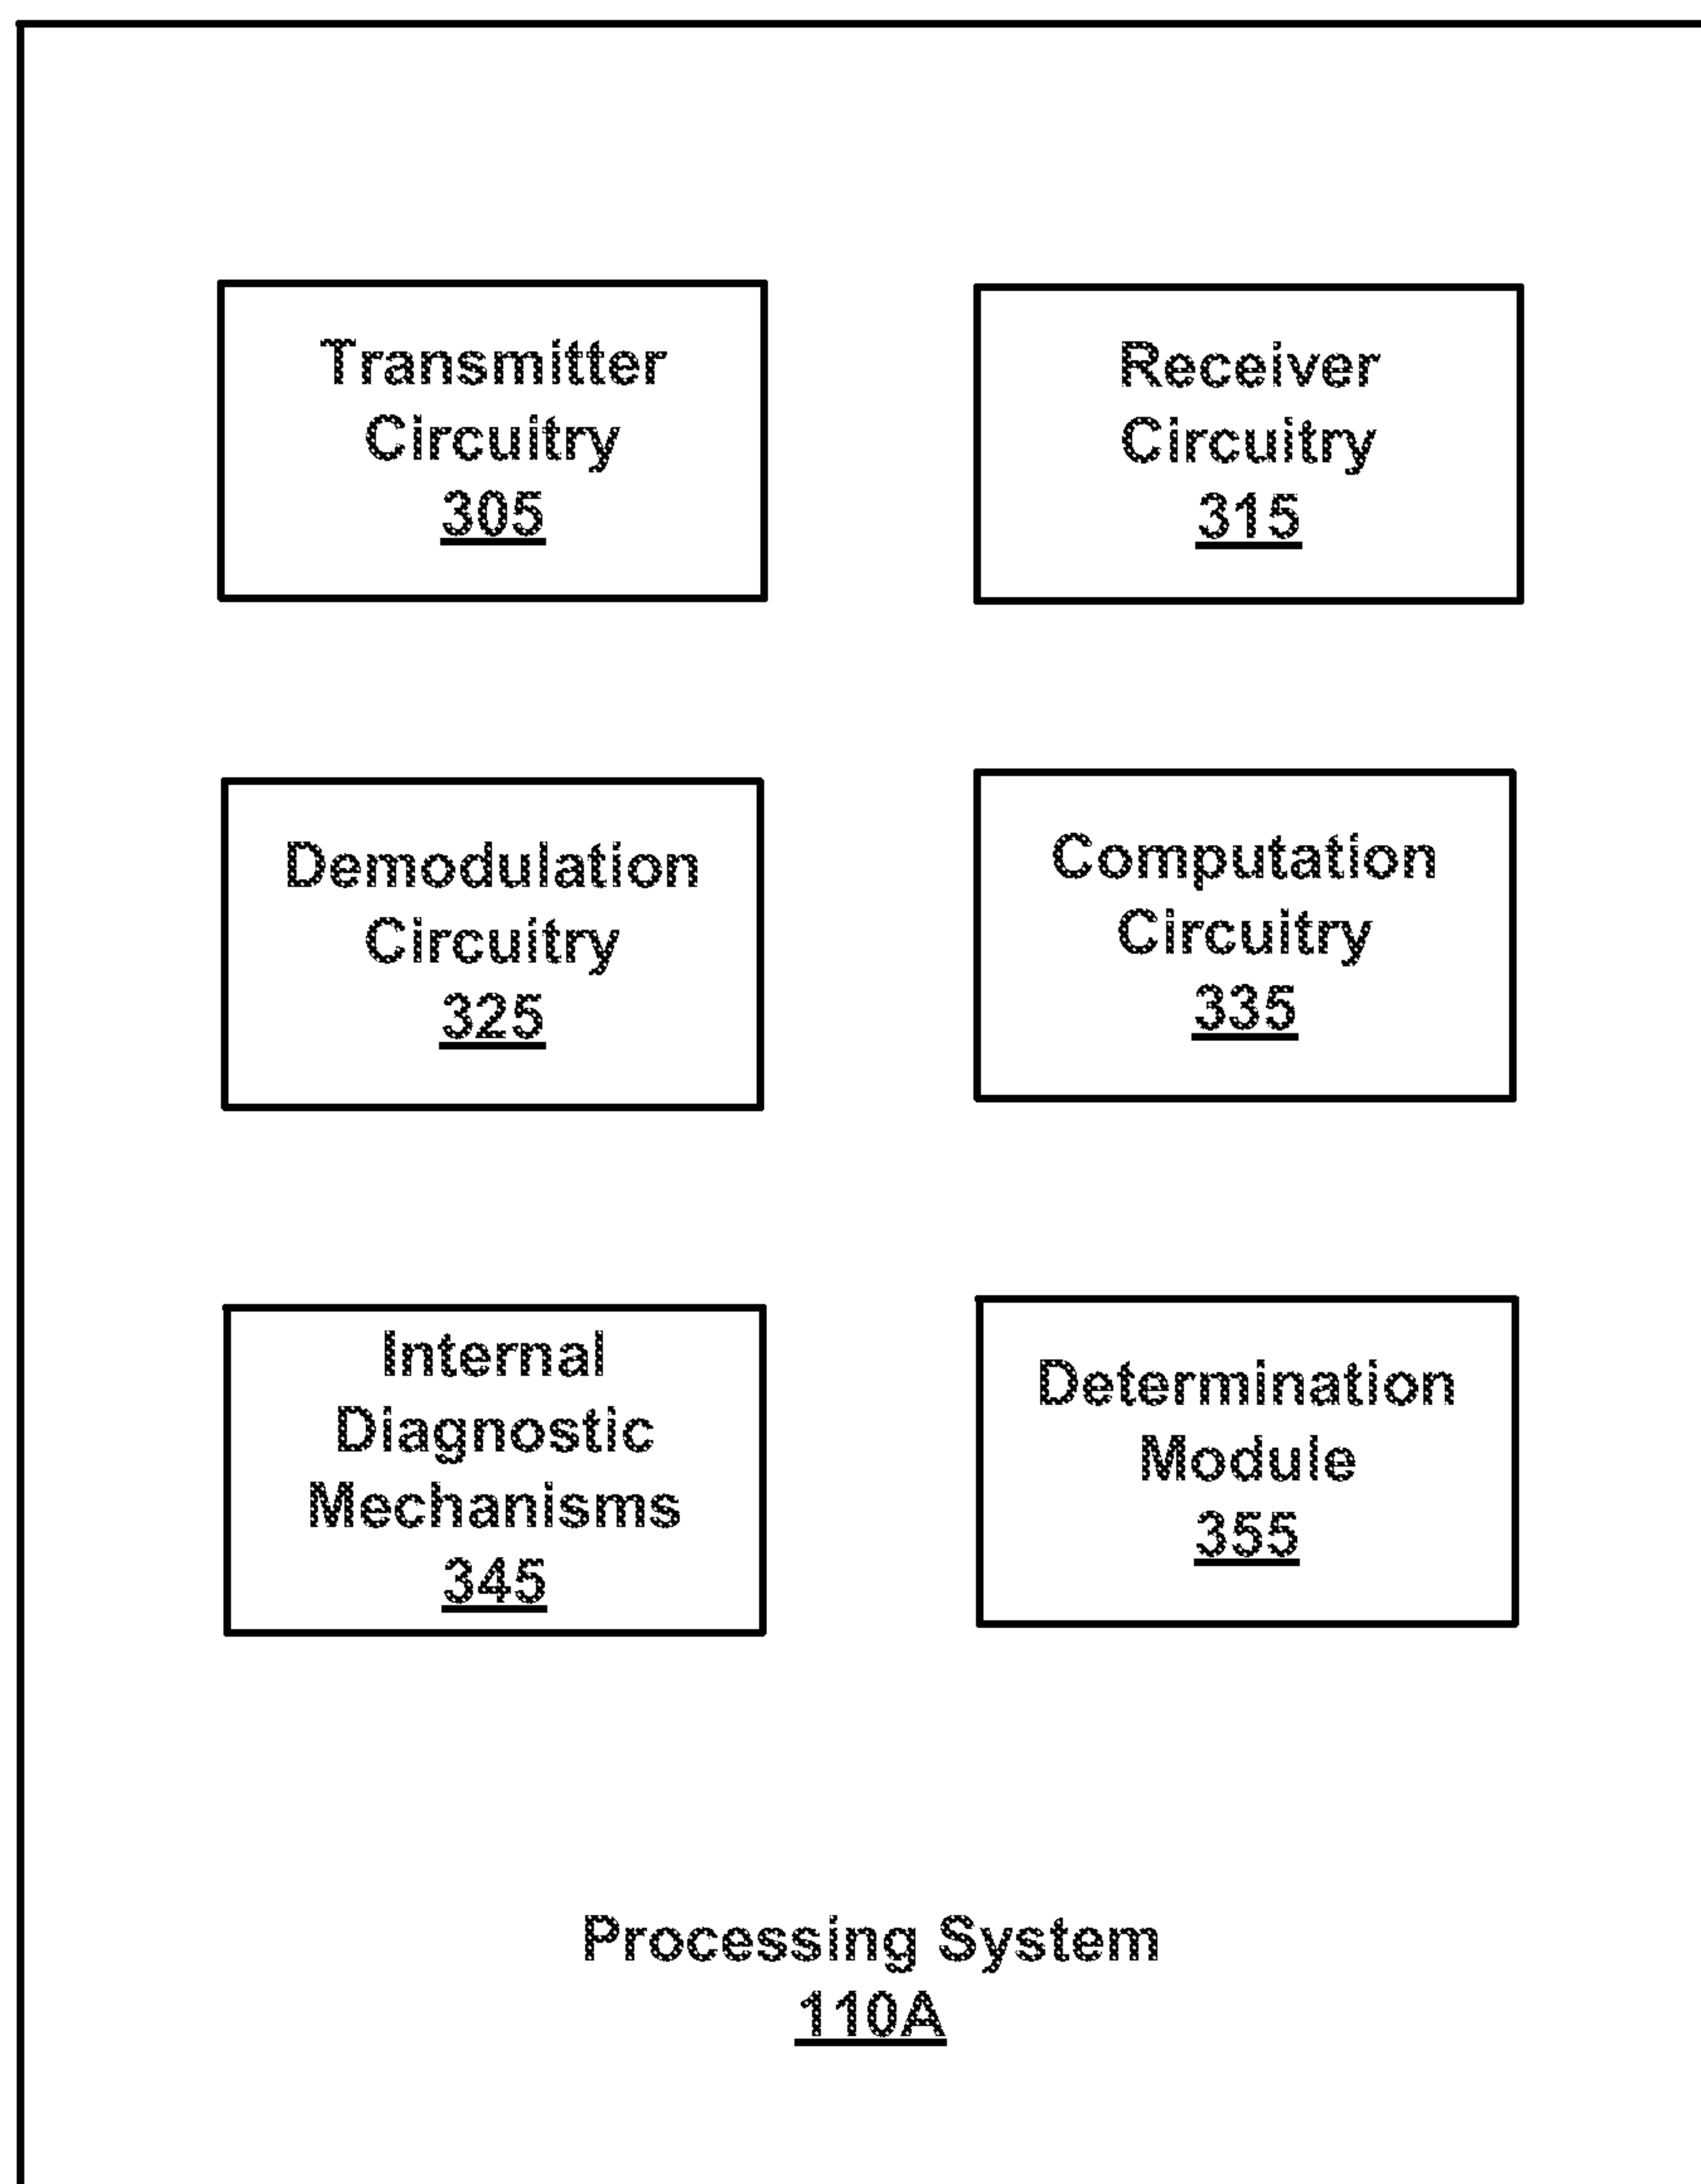 Transmitter
Circuitry
305
Receiver
Circuitry
315
Demodulation
Circuitry
325
Computation
Circuitry
335
Internal
Diagnostic
Mechanisms
345
Determination
Module
355
Processing System
110A